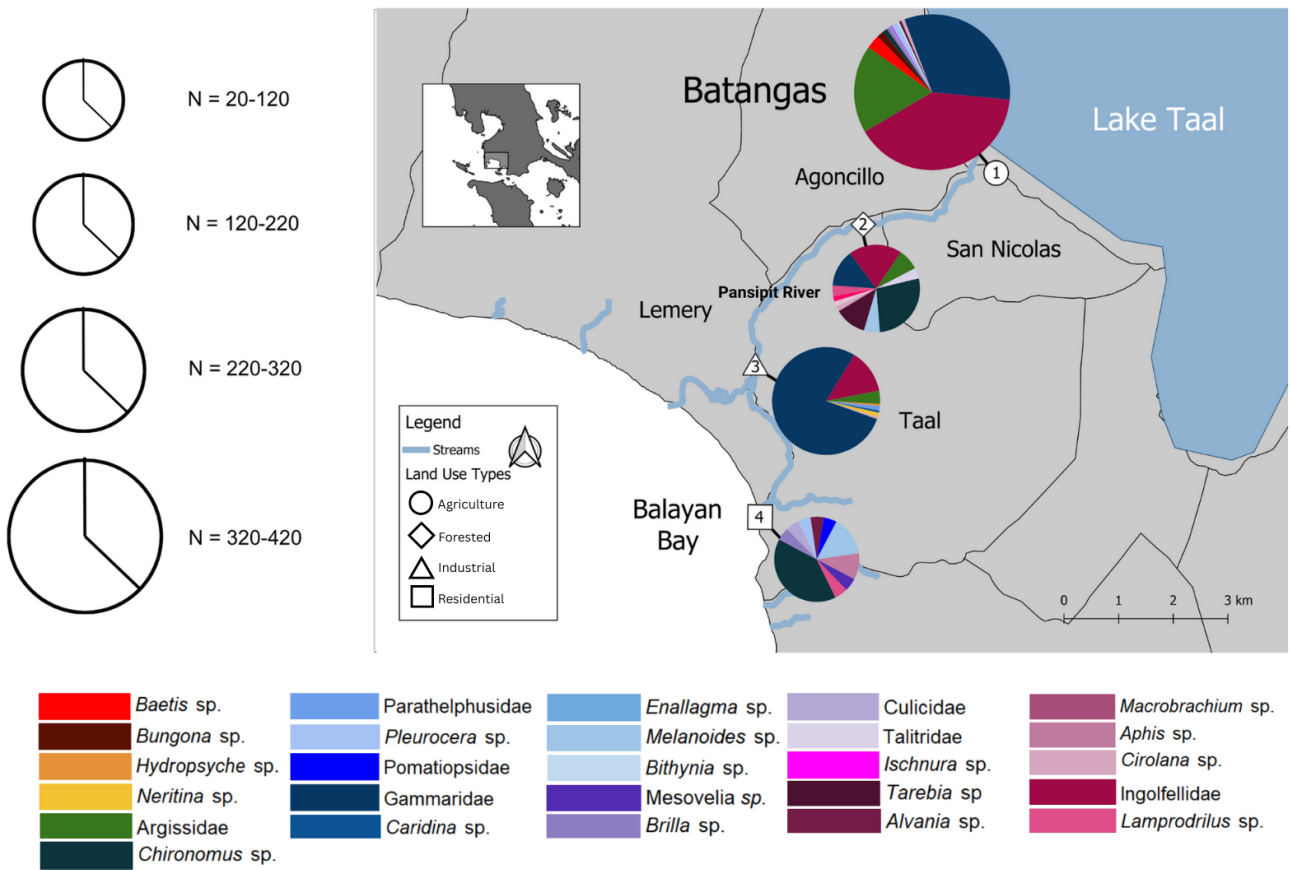 N = 20-120
N = 120-220
N = 220-320
N = 320-420
Batangas
Lake Taal
Agoncillo
1
2
San Nicolas
Pansipit River
Lemery
3
Taal
Balayan
Bay
4
Legend
Streams
Land Use Types
Agriculture
Forested
Industrial
Residential
0 1 2 3 km
Baetis sp.
Bungona sp.
Hydropsyche sp.
Neritina sp.
Argissidae
Chironomus sp.
Parathelphusidae
Pleurocera sp.
Pomatiopsidae
Gammaridae
Caridina sp.
Enallagma sp.
Melanoides sp.
Bithynia sp.
Mesovelia sp.
Brilla sp.
Culicidae
Talitridae
Ischnura sp.
Tarebia sp
Alvania sp.
Macrobrachium sp.
Aphis sp.
Cirolana sp.
Ingolfellidae
Lamprodrilus sp.